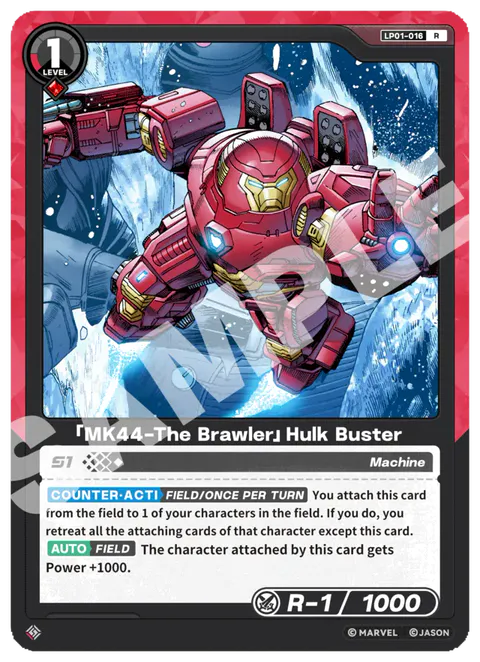 1
LEVEL
LP01-016 R
「MK44-The Brawler」 Hulk Buster
S1
Machine
COUNTER·ACT1 FIELD/ONCE PER TURN You attach this card
from the field to 1 of your characters in the field. If you do, you
retreat all the attaching cards of that character except this card.
AUTO FIELD The character attached by this card gets
Power +1000.
R-1 / 1000
©MARVEL ©JASON
SAMPLE